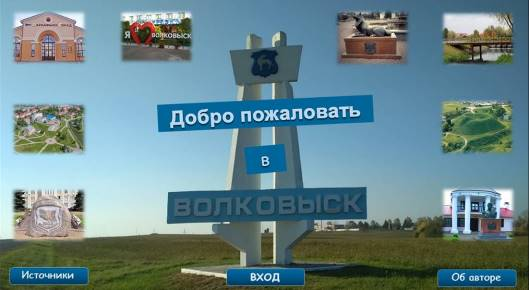 Я ВОЛКОВЫСК
Добро пожаловать
в
ВОЛКОВЫСК
Источники
ВХОД
Об авторе